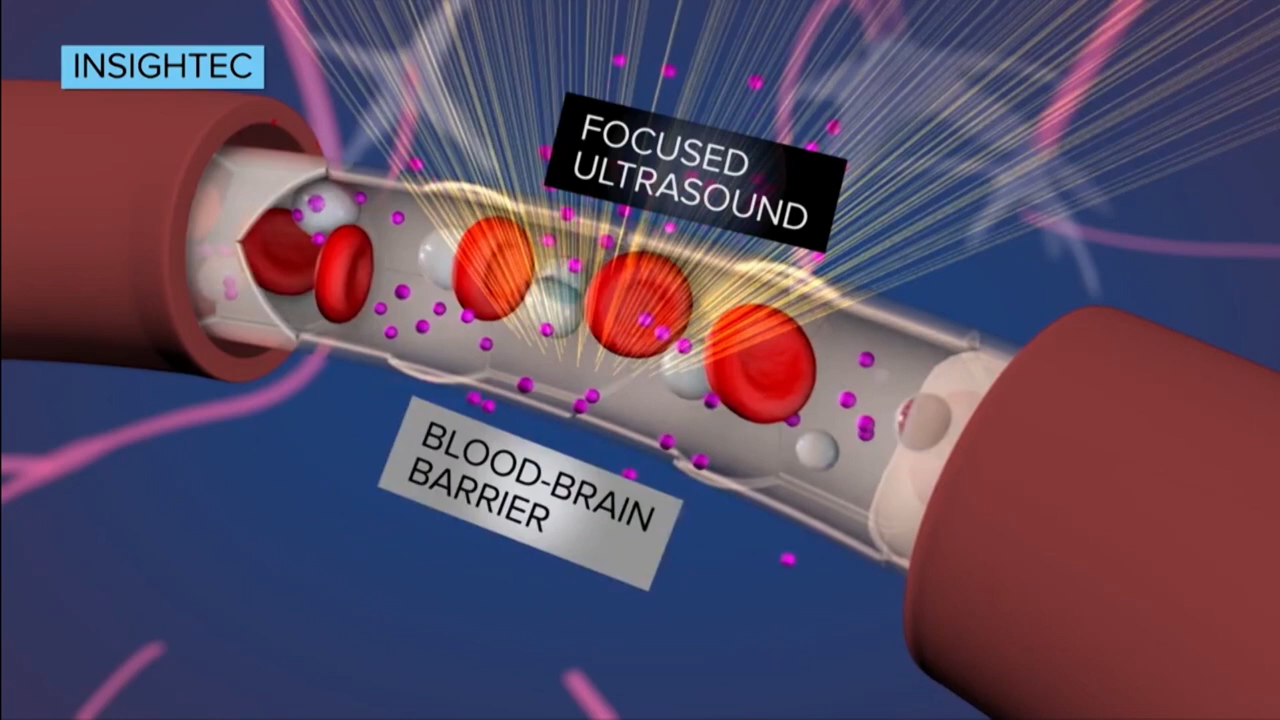 INSIGHTEC
FOCUSED
ULTRASOUND
BLOOD-BRAIN
BARRIER